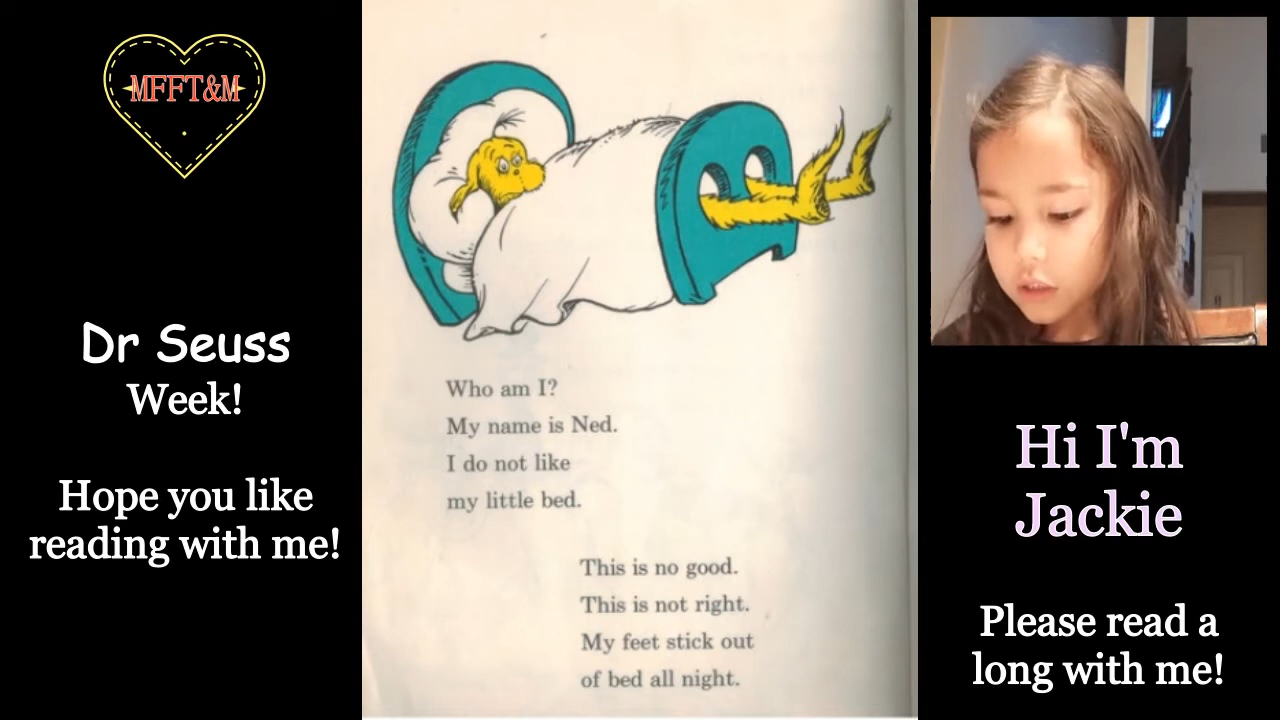 MFFT&M
Dr Seuss
Week!
Hope you like
reading with me!
Who am I?
My name is Ned.
I do not like
my little bed.
This is no good.
This is not right.
My feet stick out
of bed all night.
Hi I'm
Jackie
Please read a
long with me!